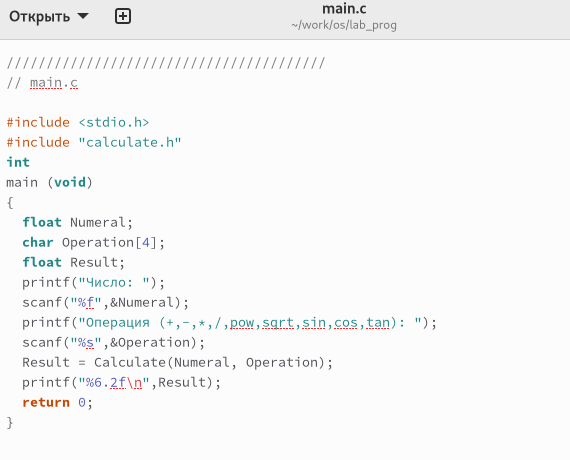 Открыть
main.c
~/work/os/lab_prog
////////////////////////////////////////
// main.c
#include <stdio.h>
#include "calculate.h"
int
main (void)
{
  float Numeral;
  char Operation[4];
  float Result;
  printf("Число: ");
  scanf("%f",&Numeral);
  printf("Операция (+,-,*,/,pow,sqrt,sin,cos,tan): ");
  scanf("%s",&Operation);
  Result = Calculate(Numeral, Operation);
  printf("%6.2f\n",Result);
  return 0;
}